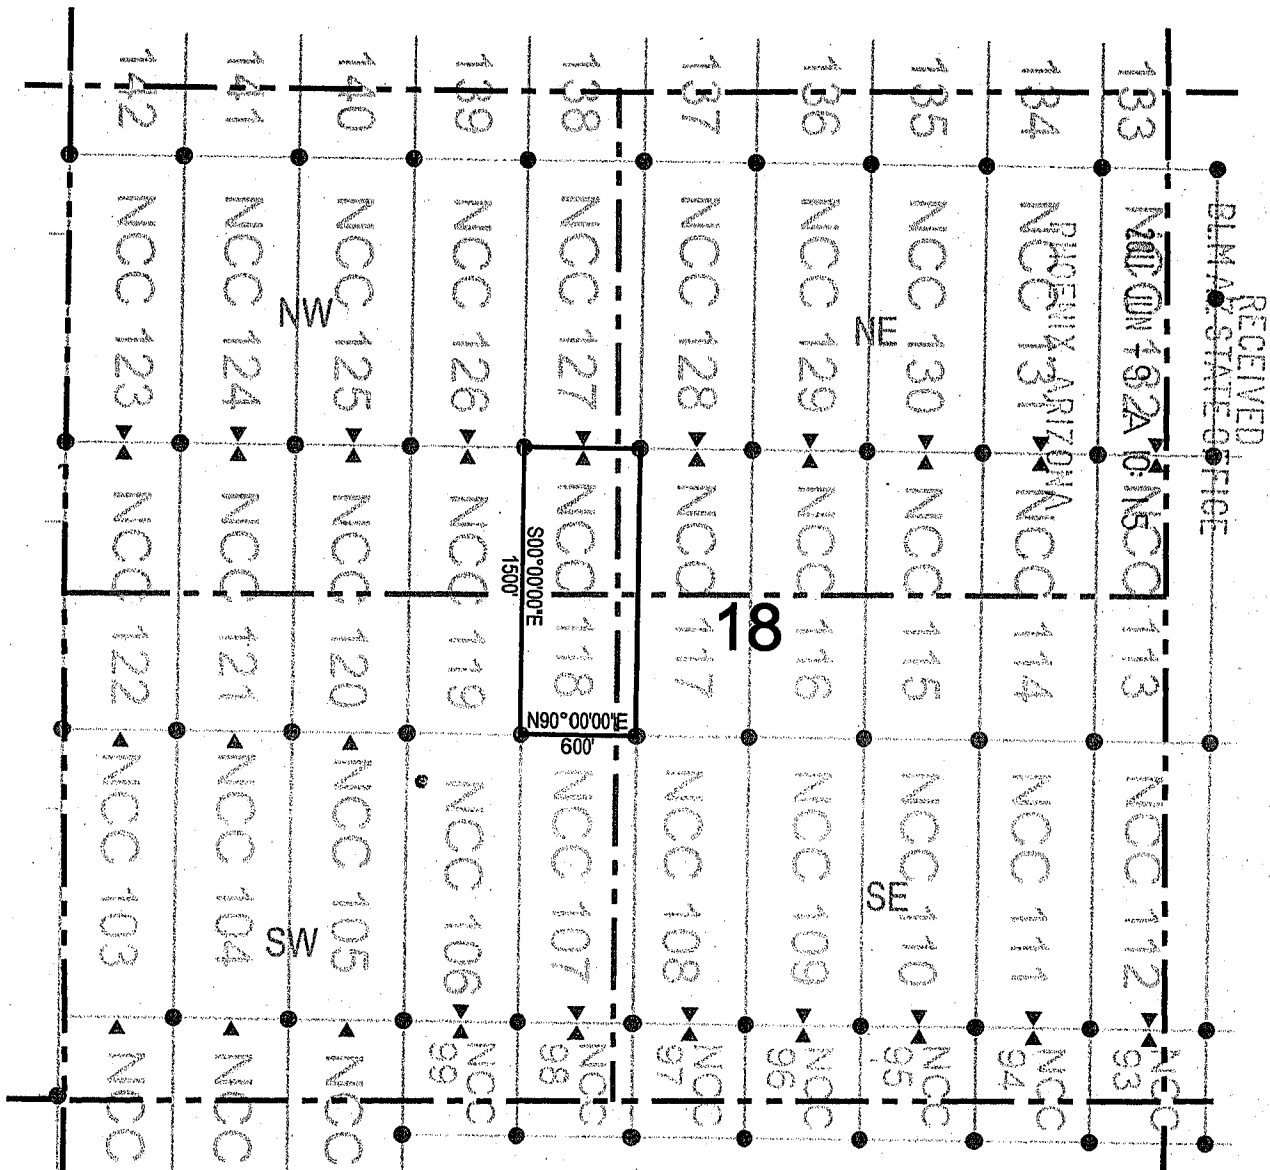 142
141
140
139
138
137
136
135
134
133
NCC 123
NCC 124
NCC 125
NCC 126
NCC 127
NCC 128
NCC 129
NCC 130
NCC 131
NCC 132
NW
NE
RECEIVED
BLM AZ STATE OFFICE
PHOENIX, ARIZONA
NCC 122
NCC 121
NCC 120
NCC 119
NCC 118
NCC 117
NCC 116
NCC 115
NCC 114
NCC 113
S00°00'00"E
1500'
18
N90°00'00"E
600'
NCC 103
NCC 104
NCC 105
NCC 106
NCC 107
NCC 108
NCC 109
NCC 110
NCC 111
NCC 112
SW
SE
NCC
NCC
NCC
NCC
99
NCC
98
NCC
97
NCC
96
NCC
95
NCC
94
NCC
93